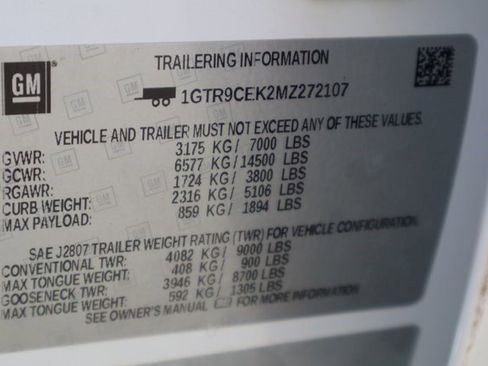 GM
TRAILERING INFORMATION
1GTR9CEK2MZ272107
VEHICLE AND TRAILER MUST NOT EXCEED ANY OF THESE VALUES.
GVWR: 3175 KG/ 7000 LBS
GCWR: 6577 KG/14500 LBS
RGAWR: 1724 KG/ 3800 LBS
CURB WEIGHT: 2316 KG/ 5106 LBS
MAX PAYLOAD: 859 KG/ 1894 LBS
SAE J2807 TRAILER WEIGHT RATING (TWR) FOR VEHICLE CONFIGURATION
CONVENTIONAL TWR: 4082 KG/ 9000 LBS
MAX TONGUE WEIGHT: 408 KG/ 900 LBS
GOOSENECK TWR: 3946 KG/ 8700 LBS
MAX TONGUE WEIGHT: 592 KG/ 1305 LBS
SEE OWNER'S MANUAL FOR MORE INFORMATION